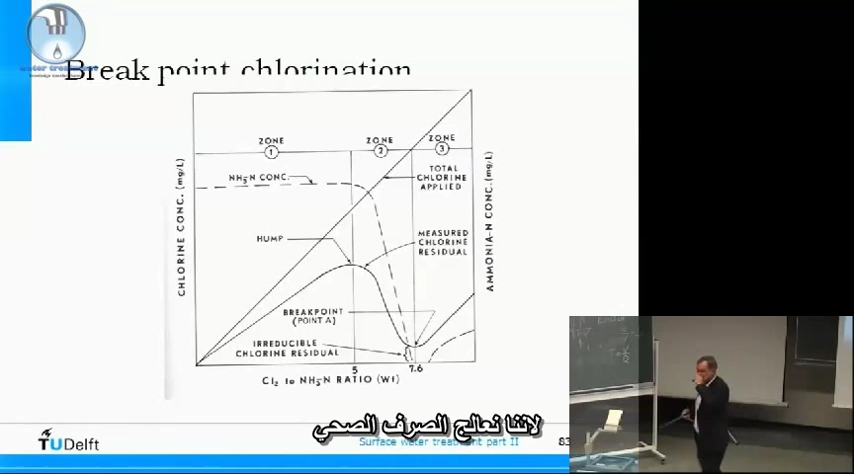 Break point chlorination
ZONE
1
ZONE
2
ZONE
3
NH3N CONC.
TOTAL
CHLORINE
APPLIED
HUMP
MEASURED
CHLORINE
RESIDUAL
BREAKPOINT
(POINT A)
IRREDUCIBLE
CHLORINE RESIDUAL
CHLORINE CONC. (mg/L)
AMMONIA-N CONC. (mg/L)
5
7.6
Cl2 to NH3N RATIO (Wt)
لاننا نعالج الصرف الصحي
TUDelft
Surface water treatment part II
83